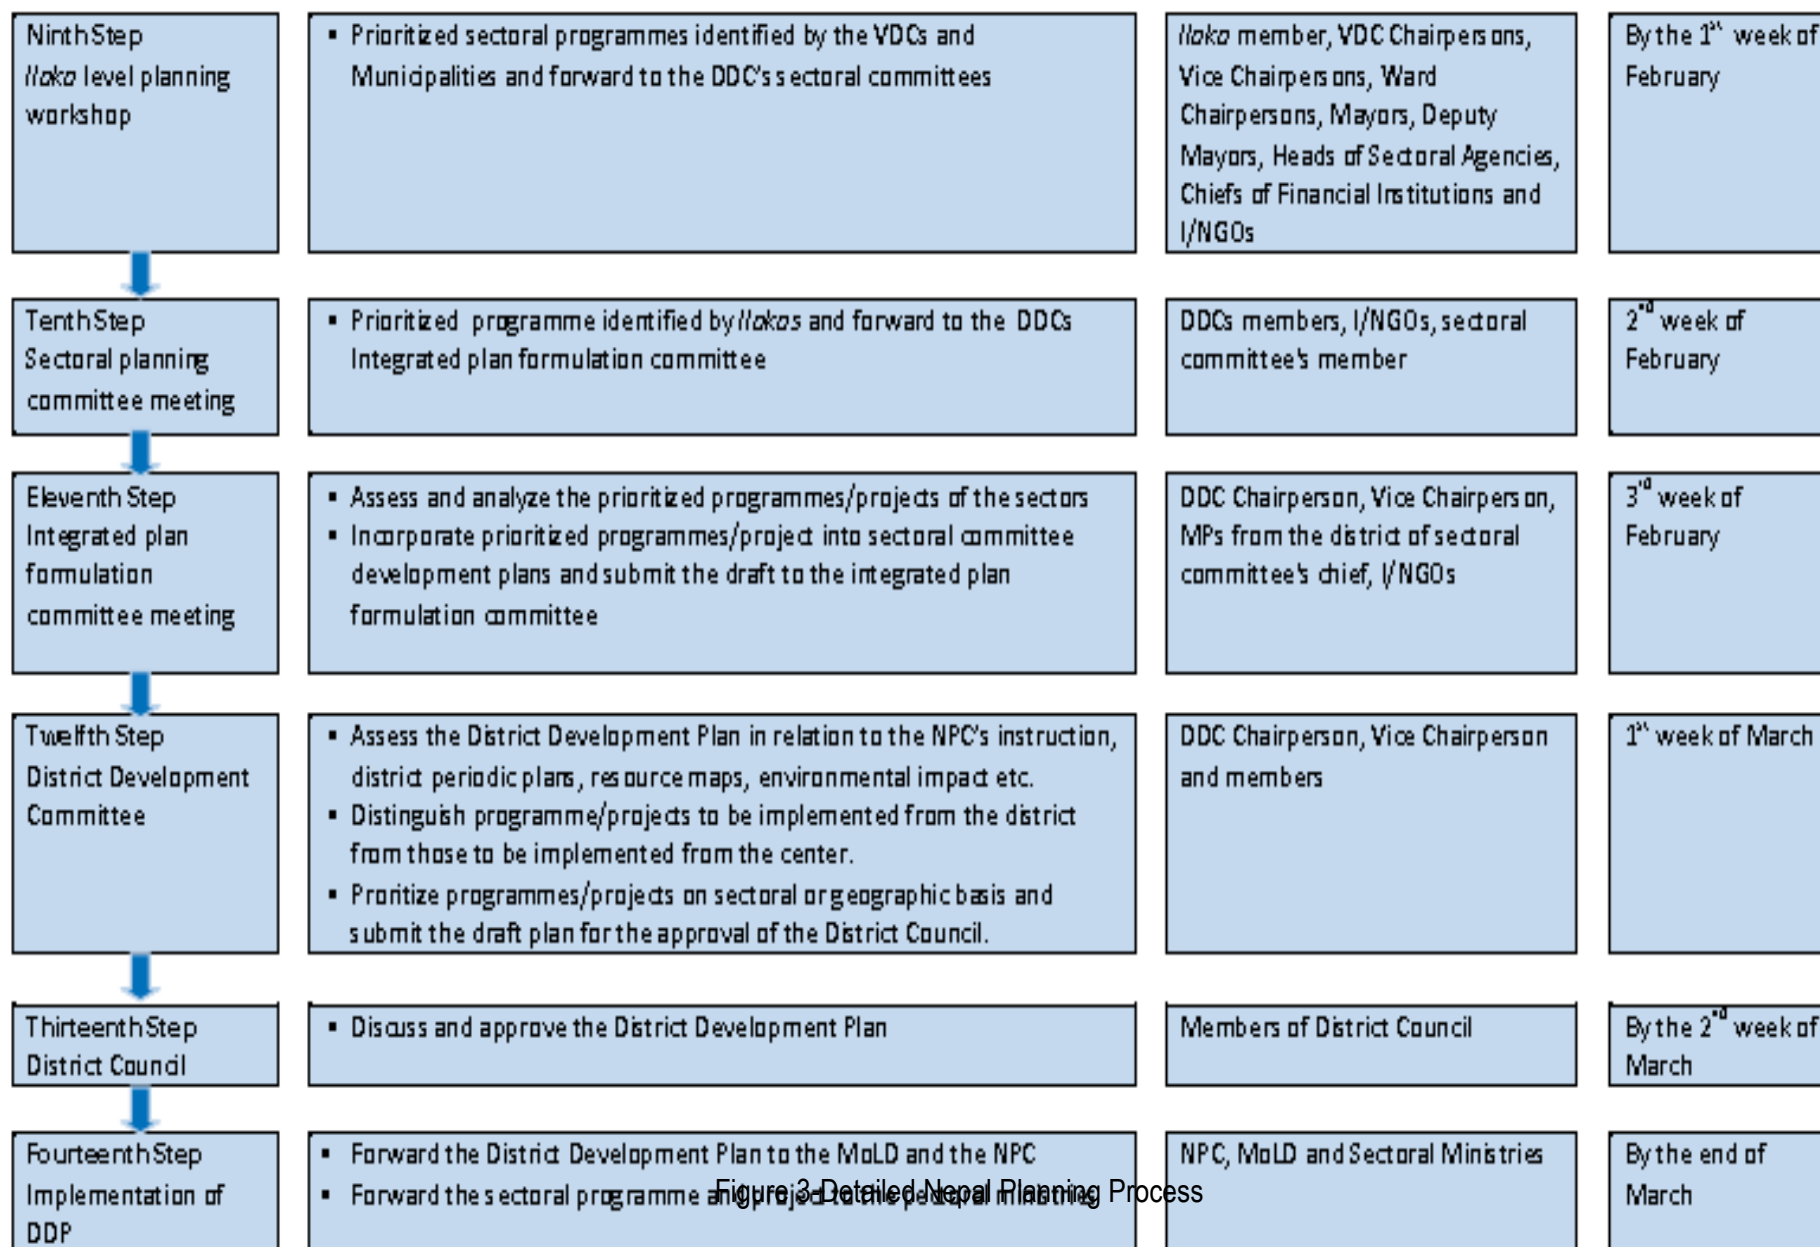 Ninth Step
Ilaka level planning
workshop
▪ Prioritized sectoral programmes identified by the VDCs and
Municipalities and forward to the DDC's sectoral committees
Ilaka member, VDC Chairpersons,
Vice Chairpersons, Ward
Chairpersons, Mayors, Deputy
Mayors, Heads of Sectoral Agencies,
Chiefs of Financial Institutions and
I/NGOs
By the 1st week of
February
Tenth Step
Sectoral planning
committee meeting
▪ Prioritized programme identified by Ilakas and forward to the DDCs
Integrated plan formulation committee
DDCs members, I/NGOs, sectoral
committee's member
2nd week of
February
Eleventh Step
Integrated plan
formulation
committee meeting
▪ Assess and analyze the prioritized programmes/projects of the sectors
▪ Incorporate prioritized programmes/project into sectoral committee
development plans and submit the draft to the integrated plan
formulation committee
DDC Chairperson, Vice Chairperson,
MPs from the district of sectoral
committee's chief, I/NGOs
3rd week of
February
Twelfth Step
District Development
Committee
▪ Assess the District Development Plan in relation to the NPC's instruction,
district periodic plans, resource maps, environmental impact etc.
▪ Distinguish programme/projects to be implemented from the district
from those to be implemented from the center.
▪ Proritize programmes/projects on sectoral or geographic basis and
submit the draft plan for the approval of the District Council.
DDC Chairperson, Vice Chairperson
and members
1st week of March
Thirteenth Step
District Council
▪ Discuss and approve the District Development Plan
Members of District Council
By the 2nd week of
March
Fourteenth Step
Implementation of
DDP
▪ Forward the District Development Plan to the MoLD and the NPC
▪ Forward the sectoral programme and project to the sectoral ministries
NPC, MoLD and Sectoral Ministries
By the end of
March
Figure 3-Detailed Nepal Planning Process